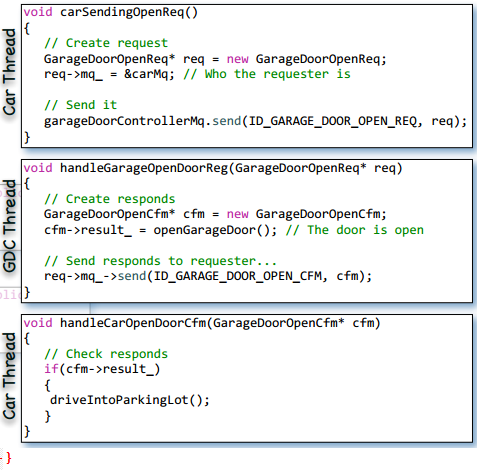 Car Thread
void carSendingOpenReq()
{
// Create request
GarageDoorOpenReq* req = new GarageDoorOpenReq;
req->mq_ = &carMq; // Who the requester is
// Send it
garageDoorControllerMq.send(ID_GARAGE_DOOR_OPEN_REQ, req);
}
GDC Thread
void handleGarageOpenDoorReg(GarageDoorOpenReq* req)
{
// Create responds
GarageDoorOpenCfm* cfm = new GarageDoorOpenCfm;
cfm->result_ = openGarageDoor(); // The door is open
// Send responds to requester...
req->mq_->send(ID_GARAGE_DOOR_OPEN_CFM, cfm);
}
Car Thread
void handleCarOpenDoorCfm(GarageDoorOpenCfm* cfm)
{
// Check responds
if(cfm->result_)
{
driveIntoParkingLot();
}
}
}